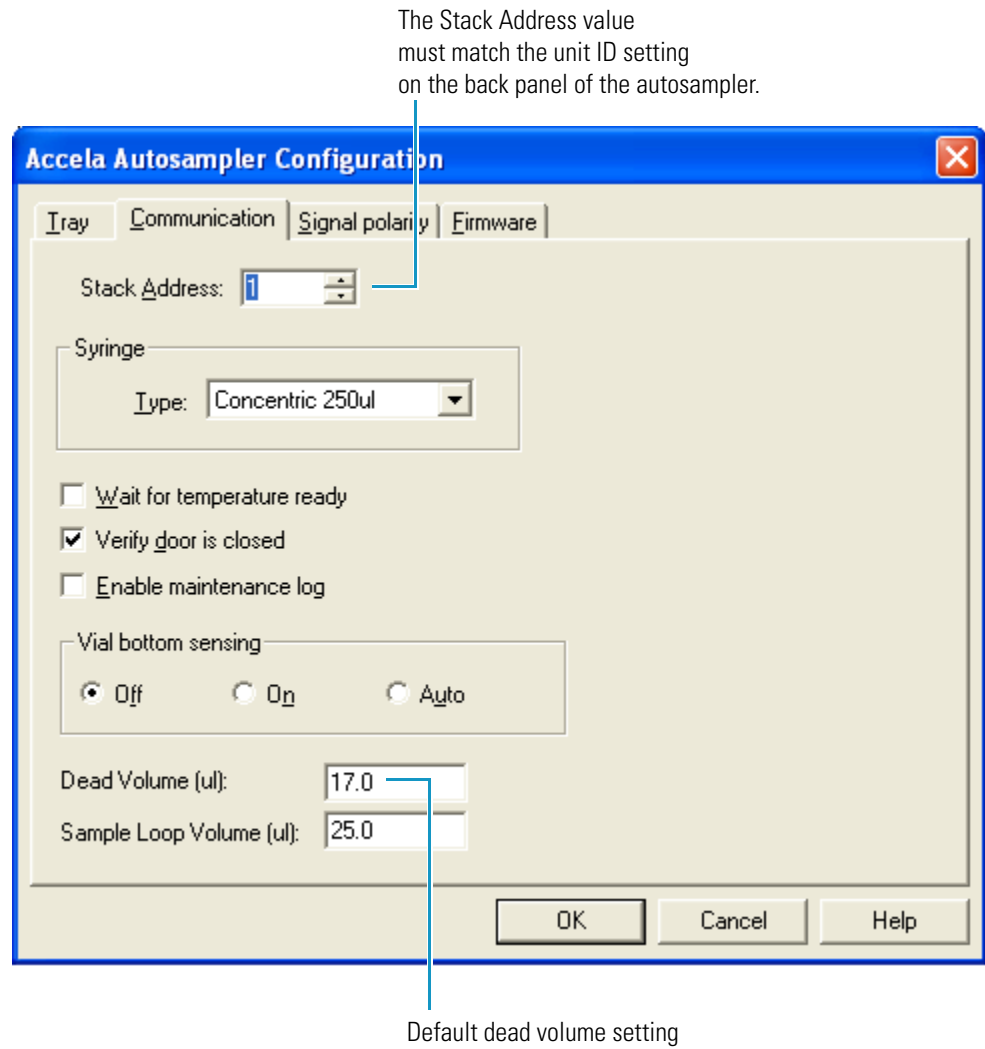 The Stack Address value
must match the unit ID setting
on the back panel of the autosampler.
Accela Autosampler Configuration
Tray Communication Signal polarity Firmware
Stack Address: 1
Syringe
Type: Concentric 250ul
Wait for temperature ready
Verify door is closed
Enable maintenance log
Vial bottom sensing
Off On Auto
Dead Volume (ul): 17.0
Sample Loop Volume (ul): 25.0
OK Cancel Help
Default dead volume setting